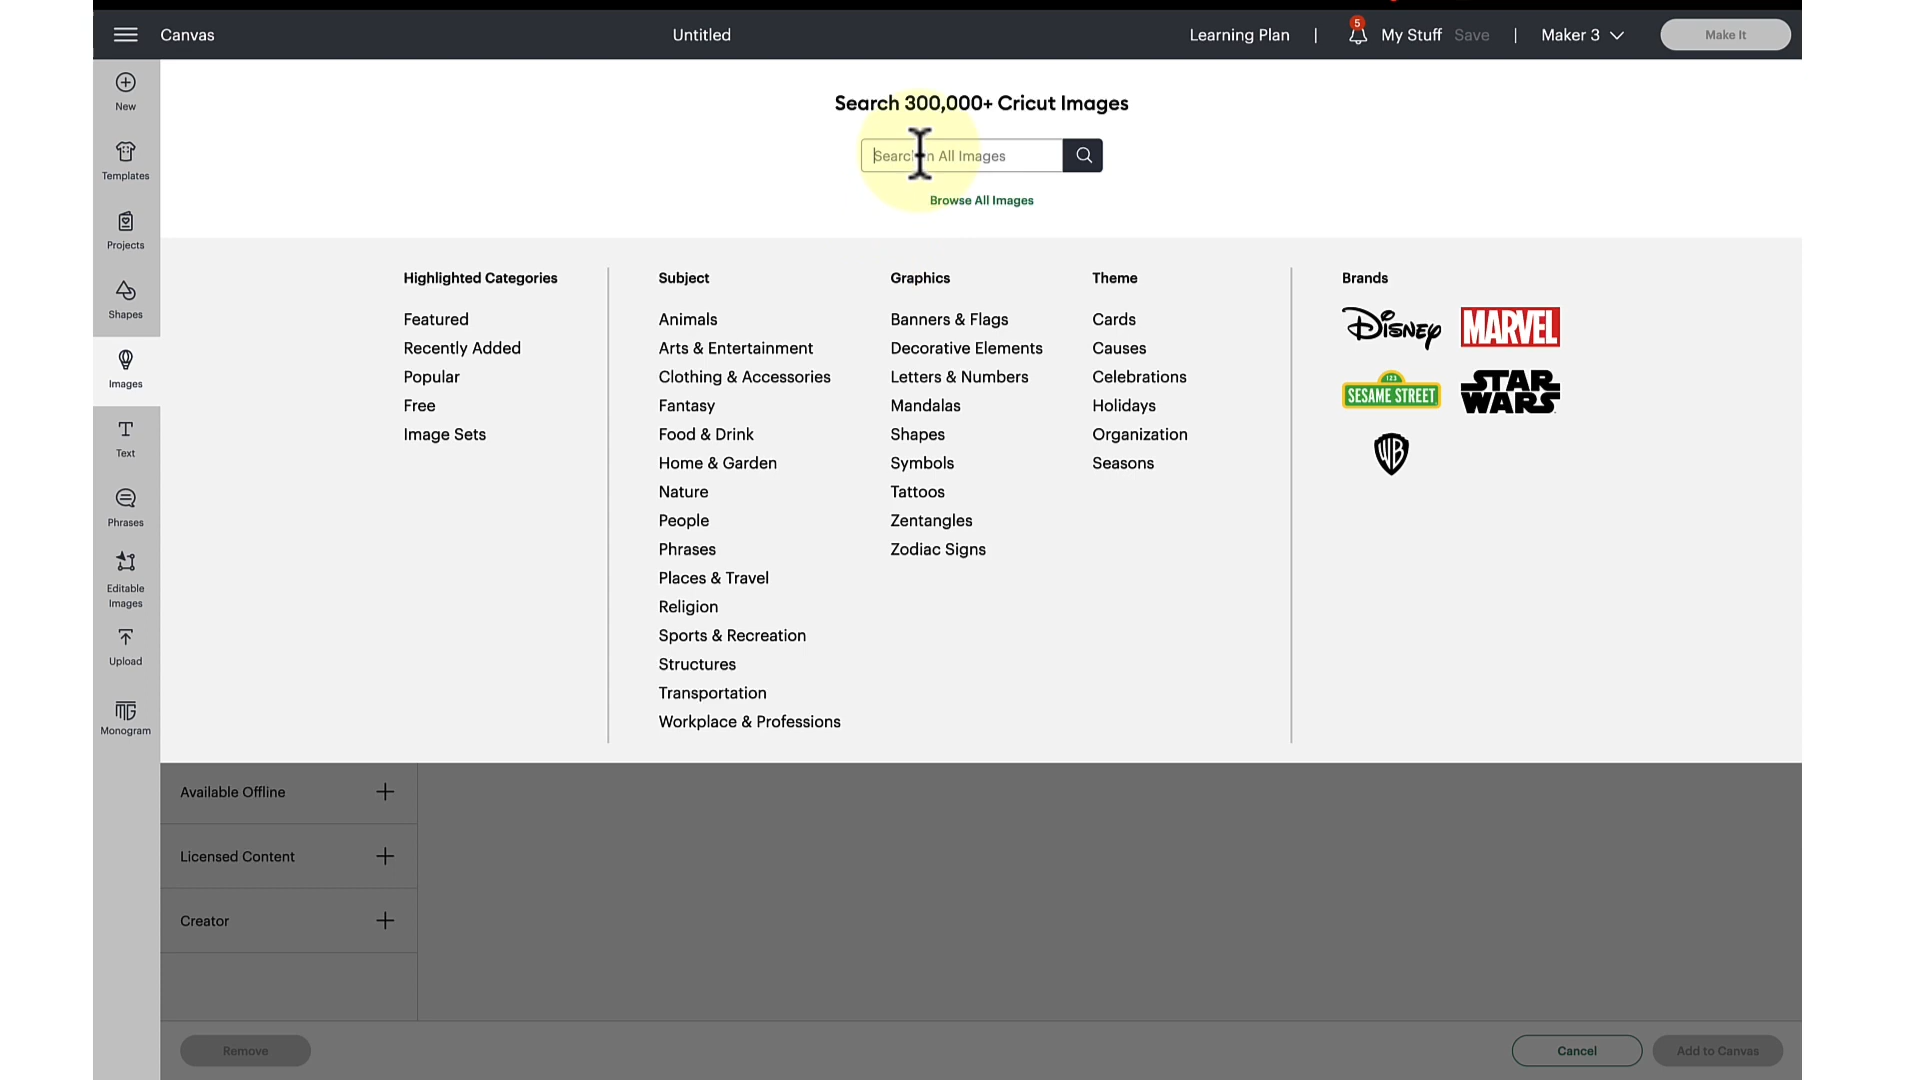 Canvas
Untitled
Learning Plan
|
5
My Stuff
Save
|
Maker 3
Make It
New
Templates
Projects
Shapes
Images
Text
Phrases
Editable
Images
Upload
Monogram
Search 300,000+ Cricut Images
Search in All Images
Browse All Images
Highlighted Categories
Featured
Recently Added
Popular
Free
Image Sets
Subject
Animals
Arts & Entertainment
Clothing & Accessories
Fantasy
Food & Drink
Home & Garden
Nature
People
Phrases
Places & Travel
Religion
Sports & Recreation
Structures
Transportation
Workplace & Professions
Graphics
Banners & Flags
Decorative Elements
Letters & Numbers
Mandalas
Shapes
Symbols
Tattoos
Zentangles
Zodiac Signs
Theme
Cards
Causes
Celebrations
Holidays
Organization
Seasons
Brands
Disney
MARVEL
123
SESAME STREET
STAR
WARS
WB
Available Offline
Licensed Content
Creator
Remove
Cancel
Add to Canvas